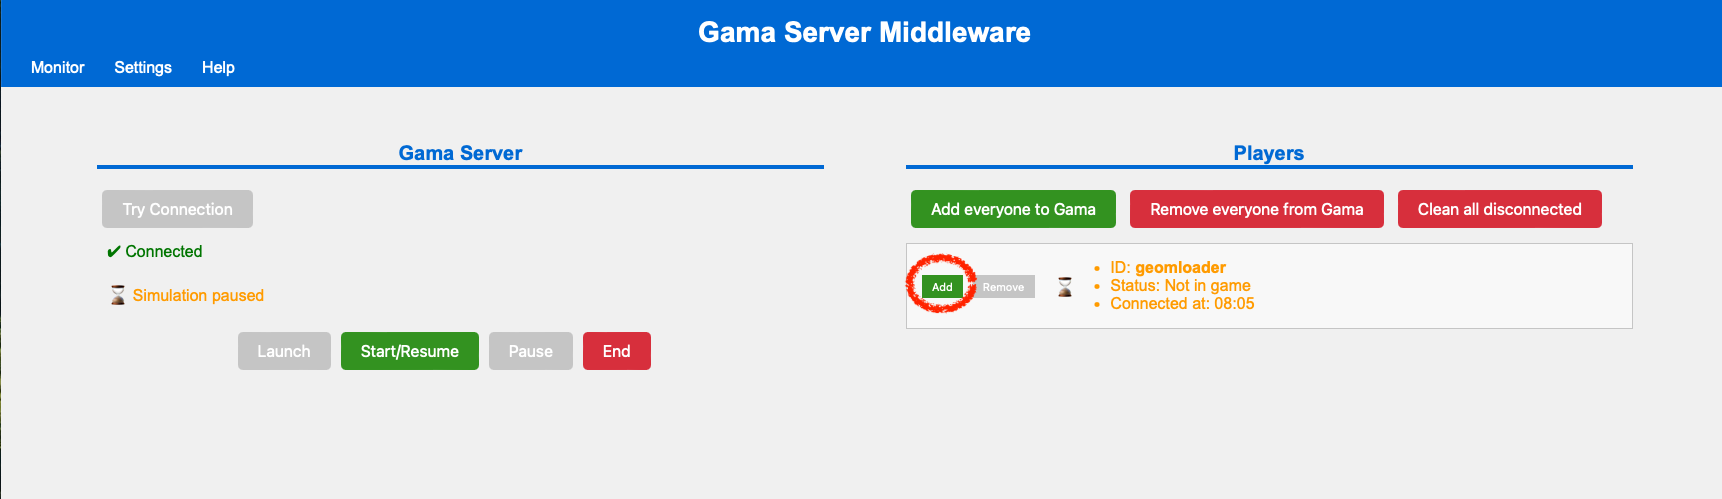 Gama Server Middleware
Monitor Settings Help
Gama Server
Try Connection
✔ Connected
⌛ Simulation paused
Launch Start/Resume Pause End
Players
Add everyone to Gama Remove everyone from Gama Clean all disconnected
Add Remove ⌛
• ID: geomloader
• Status: Not in game
• Connected at: 08:05